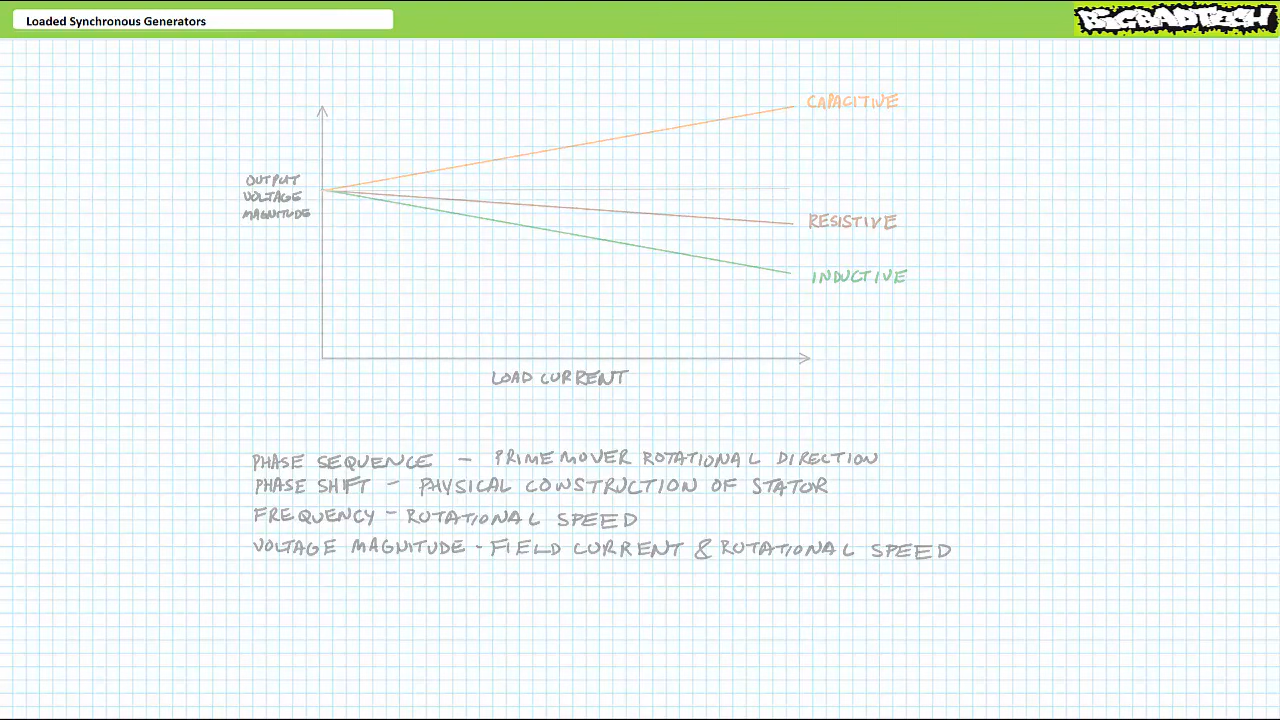 Loaded Synchronous Generators
BIGBADTECH
CAPACITIVE
OUTPUT
VOLTAGE
MAGNITUDE
RESISTIVE
INDUCTIVE
LOAD CURRENT
PHASE SEQUENCE - PRIME MOVER ROTATIONAL DIRECTION
PHASE SHIFT - PHYSICAL CONSTRUCTION OF STATOR
FREQUENCY - ROTATIONAL SPEED
VOLTAGE MAGNITUDE - FIELD CURRENT & ROTATIONAL SPEED